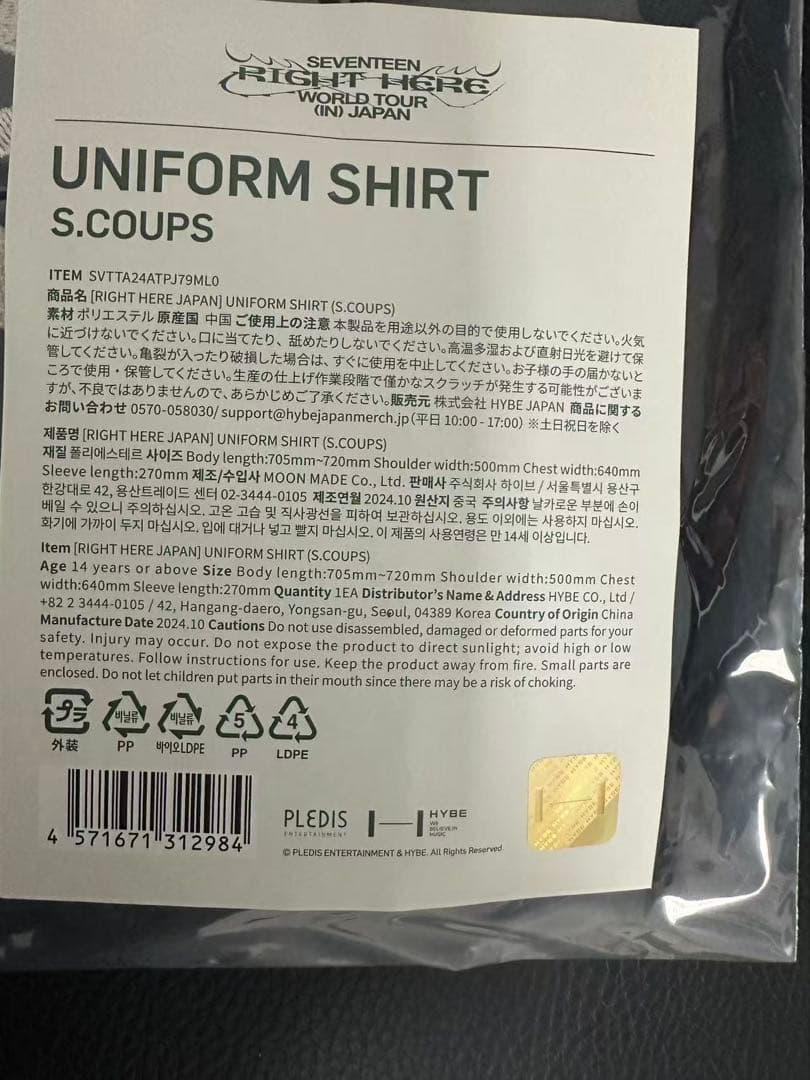 SEVENTEEN
RIGHT HERE
WORLD TOUR
(IN) JAPAN
UNIFORM SHIRT
S.COUPS
ITEM SVTTA24ATPJ79ML0
商品名 [RIGHT HERE JAPAN] UNIFORM SHIRT (S.COUPS)
素材 ポリエステル 原産国 中国 ご使用上の注意 本製品を用途以外の目的で使用しないでください。火気
に近づけないでください。口に当てたり、舐めたりしないでください。高温多湿および直射日光を避けて保
管してください。亀裂が入ったり破損した場合は、すぐに使用を中止してください。お子様の手の届かないと
ころで使用・保管してください。生産の仕上げ作業段階で僅かなスクラッチが発生する可能性がございま
すが、不良ではありませんので、あらかじめご了承ください。販売元 株式会社 HYBE JAPAN 商品に関する
お問い合わせ 0570-058030/ support@hybejapanmerch.jp (平日 10:00 - 17:00) ※土日祝日を除く
제품명 [RIGHT HERE JAPAN] UNIFORM SHIRT (S.COUPS)
재질 폴리에스테르 사이즈 Body length:705mm~720mm Shoulder width:500mm Chest width:640mm
Sleeve length:270mm 제조/수입사 MOON MADE Co., Ltd. 판매사 주식회사 하이브 / 서울특별시 용산구
한강대로 42, 용산트레이드 센터 02-3444-0105 제조연월 2024.10 원산지 중국 주의사항 날카로운 부분에 손이
베일 수 있으니 주의하십시오. 고온 고습 및 직사광선을 피하여 보관하십시오. 용도 이외에는 사용하지 마십시오.
화기에 가까이 두지 마십시오. 입에 대거나 넣고 빨지 마십시오. 이 제품의 사용연령은 만 14세 이상입니다.
Item [RIGHT HERE JAPAN] UNIFORM SHIRT (S.COUPS)
Age 14 years or above Size Body length:705mm~720mm Shoulder width:500mm Chest
width:640mm Sleeve length:270mm Quantity 1EA Distributor's Name & Address HYBE CO., Ltd /
+82 2 3444-0105 / 42, Hangang-daero, Yongsan-gu, Seoul, 04389 Korea Country of Origin China
Manufacture Date 2024.10 Cautions Do not use disassembled, damaged or deformed parts for your
safety. Injury may occur. Do not expose the product to direct sunlight; avoid high or low
temperatures. Follow instructions for use. Keep the product away from fire. Small parts are
enclosed. Do not let children put parts in their mouth since there may be a risk of choking.
プラ 비닐류 비닐류 5 4
外装 PP 바이오LDPE PP LDPE
4 571671 312984
PLEDIS
ENTERTAINMENT
HYBE
WE
BELIEVE IN
MUSIC
© PLEDIS ENTERTAINMENT & HYBE. All Rights Reserved